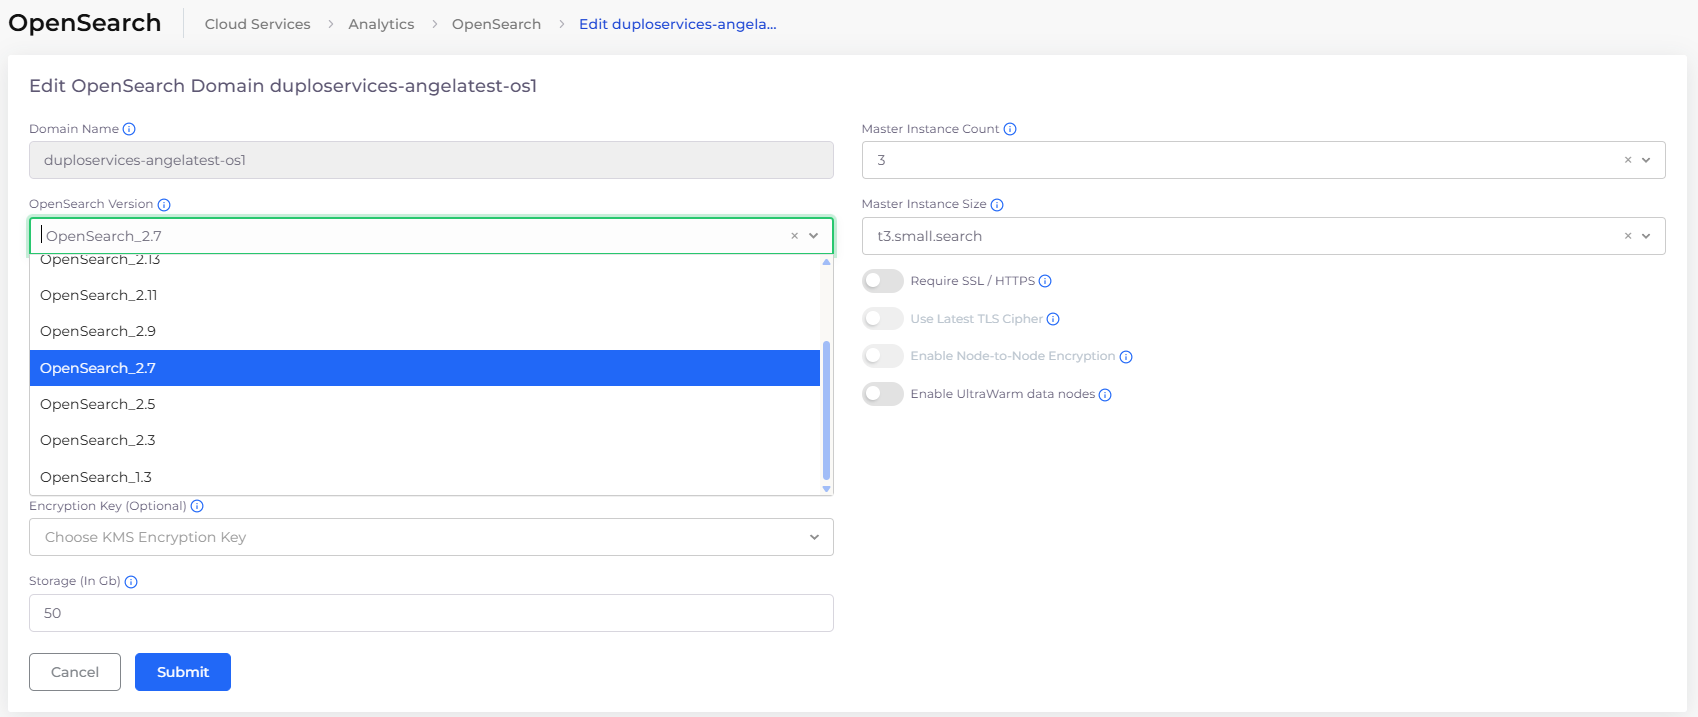 OpenSearch
Cloud Services > Analytics > OpenSearch > Edit duploservices-angela...
Edit OpenSearch Domain duploservices-angelatest-os1
Domain Name
duploservices-angelatest-os1
OpenSearch Version
OpenSearch_2.7
OpenSearch_2.13
OpenSearch_2.11
OpenSearch_2.9
OpenSearch_2.7
OpenSearch_2.5
OpenSearch_2.3
OpenSearch_1.3
Encryption Key (Optional)
Choose KMS Encryption Key
Storage (In Gb)
50
Cancel Submit
Master Instance Count
3
Master Instance Size
t3.small.search
Require SSL / HTTPS
Use Latest TLS Cipher
Enable Node-to-Node Encryption
Enable UltraWarm data nodes